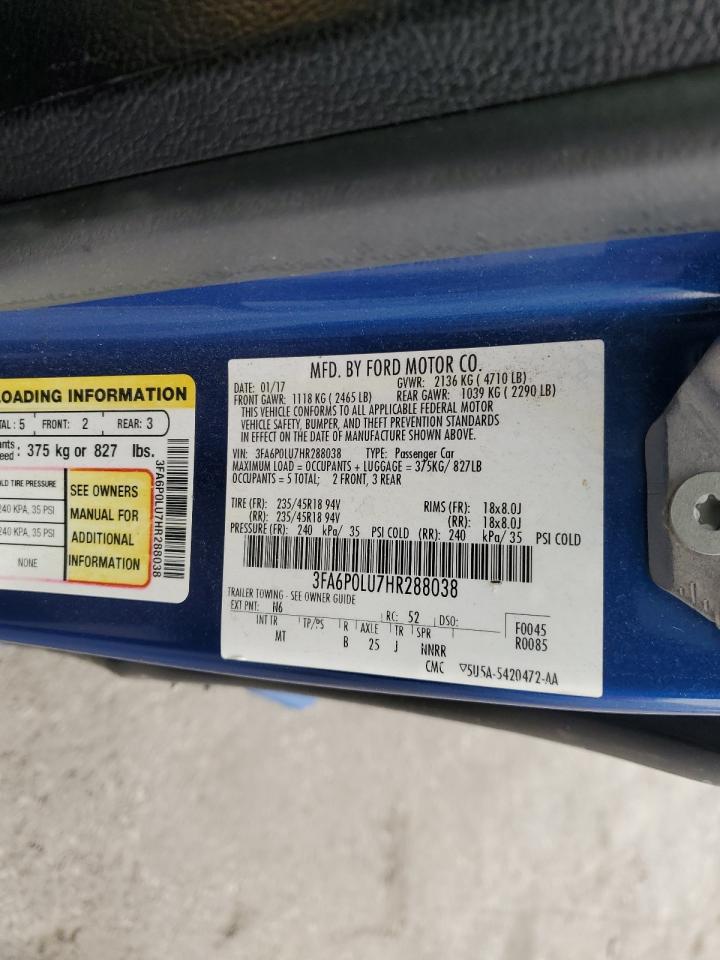 LOADING INFORMATION
TAL: 5 FRONT: 2 REAR: 3
ants
eed: 375 kg or 827 lbs.
LD TIRE PRESSURE
240 KPA, 35 PSI
240 KPA, 35 PSI
NONE
SEE OWNERS
MANUAL FOR
ADDITIONAL
INFORMATION
3FA6P0LU7HR288038
MFD. BY FORD MOTOR CO.
DATE: 01/17 GVWR: 2136 KG ( 4710 LB)
FRONT GAWR: 1118 KG ( 2465 LB) REAR GAWR: 1039 KG ( 2290 LB)
THIS VEHICLE CONFORMS TO ALL APPLICABLE FEDERAL MOTOR
VEHICLE SAFETY, BUMPER, AND THEFT PREVENTION STANDARDS
IN EFFECT ON THE DATE OF MANUFACTURE SHOWN ABOVE.
VIN: 3FA6P0LU7HR288038 TYPE: Passenger Car
MAXIMUM LOAD = OCCUPANTS + LUGGAGE = 375KG/ 827LB
OCCUPANTS = 5 TOTAL; 2 FRONT, 3 REAR
TIRE (FR): 235/45R18 94V RIMS (FR): 18x8.0J
(RR): 235/45R18 94V (RR): 18x8.0J
PRESSURE (FR): 240 kPa/ 35 PSI COLD (RR): 240 kPa/ 35 PSI COLD
3FA6P0LU7HR288038
TRAILER TOWING - SEE OWNER GUIDE
EXT PNT: N6 RC: 52 DSO: F0045
INT TR TP/PS R AXLE TR SPR R0085
MT B 25 J NNRR
CMC ▽5U5A-5420472-AA